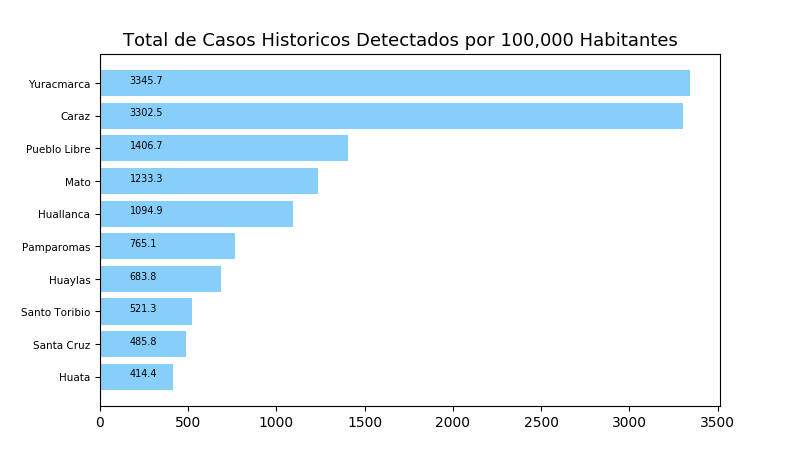 Total de Casos Historicos Detectados por 100,000 Habitantes
Yuracmarca 3345.7
Caraz 3302.5
Pueblo Libre 1406.7
Mato 1233.3
Huallanca 1094.9
Pamparomas 765.1
Huaylas 683.8
Santo Toribio 521.3
Santa Cruz 485.8
Huata 414.4
0 500 1000 1500 2000 2500 3000 3500